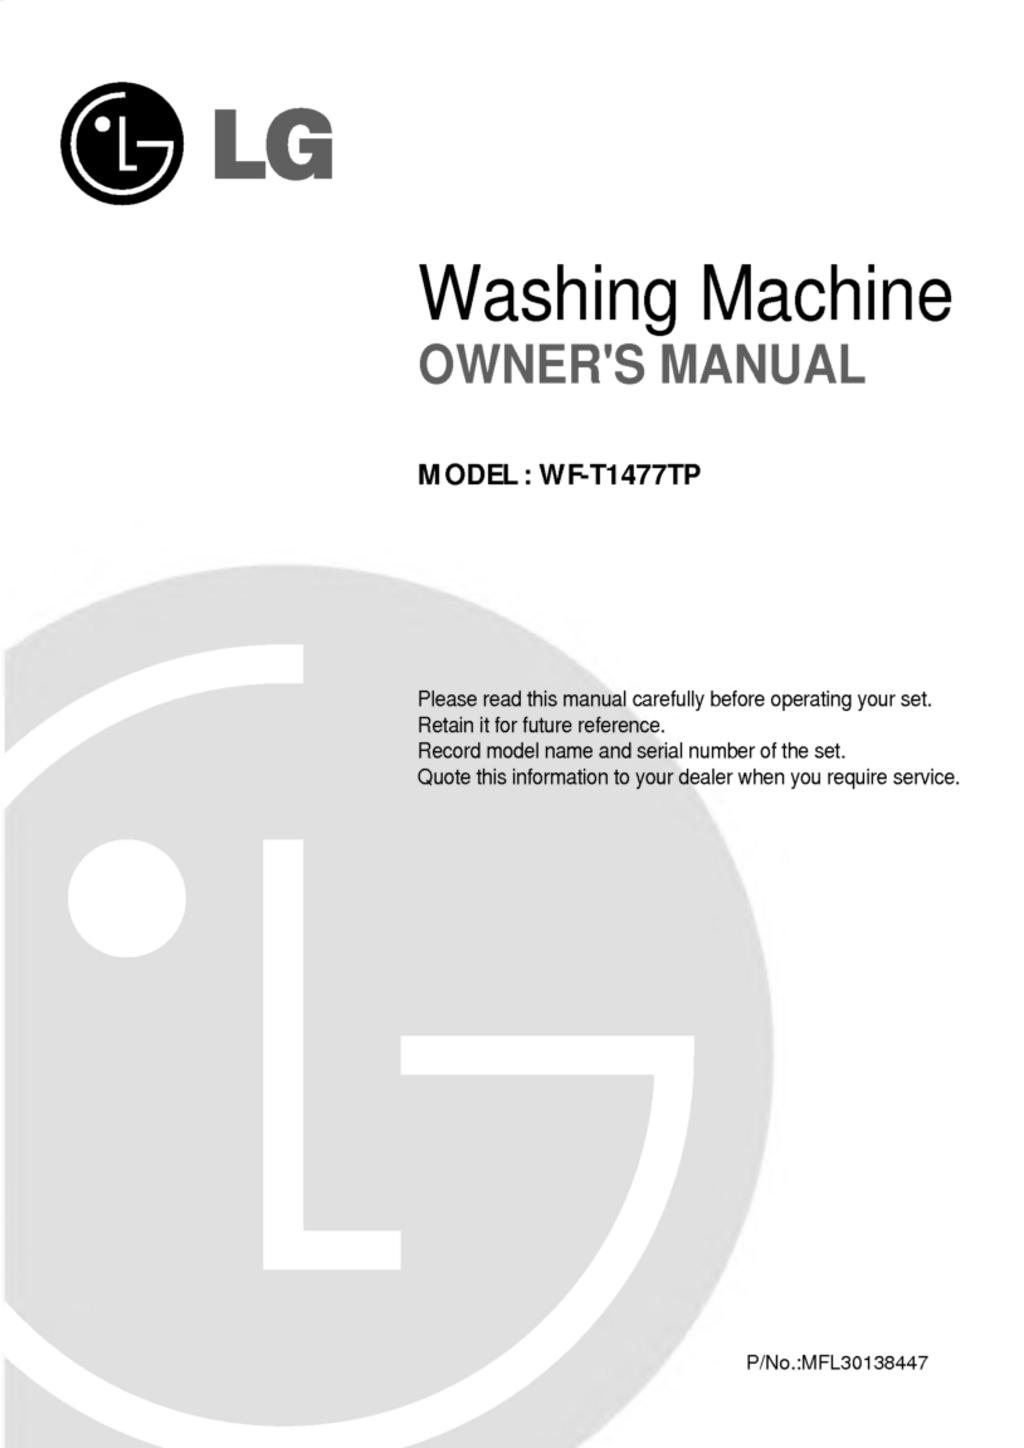 LG
Washing Machine
OWNER'S MANUAL
MODEL : WF-T1477TP
Please read this manual carefully before operating your set.
Retain it for future reference.
Record model name and serial number of the set.
Quote this information to your dealer when you require service.
P/No.:MFL30138447